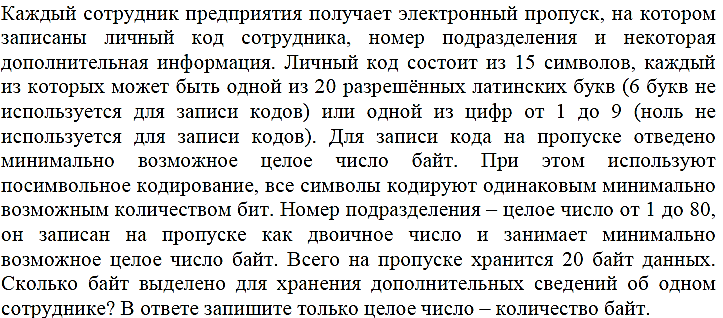 Каждый сотрудник предприятия получает электронный пропуск, на котором
записаны личный код сотрудника, номер подразделения и некоторая
дополнительная информация. Личный код состоит из 15 символов, каждый
из которых может быть одной из 20 разрешённых латинских букв (6 букв не
используется для записи кодов) или одной из цифр от 1 до 9 (ноль не
используется для записи кодов). Для записи кода на пропуске отведено
минимально возможное целое число байт. При этом используют
посимвольное кодирование, все символы кодируют одинаковым минимально
возможным количеством бит. Номер подразделения – целое число от 1 до 80,
он записан на пропуске как двоичное число и занимает минимально
возможное целое число байт. Всего на пропуске хранится 20 байт данных.
Сколько байт выделено для хранения дополнительных сведений об одном
сотруднике? В ответе запишите только целое число – количество байт.